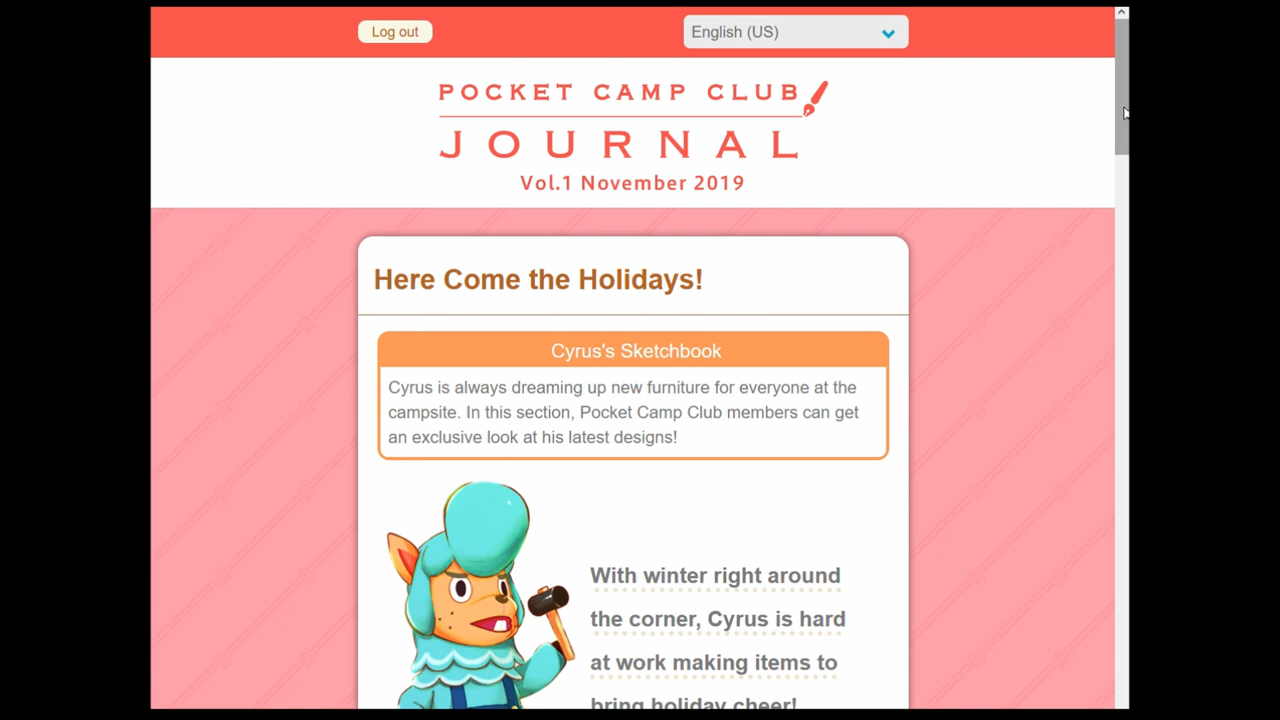 Log out
English (US)
POCKET CAMP CLUB
JOURNAL
Vol.1 November 2019
Here Come the Holidays!
Cyrus's Sketchbook
Cyrus is always dreaming up new furniture for everyone at the
campsite. In this section, Pocket Camp Club members can get
an exclusive look at his latest designs!
With winter right around
the corner, Cyrus is hard
at work making items to
bring holiday cheer!